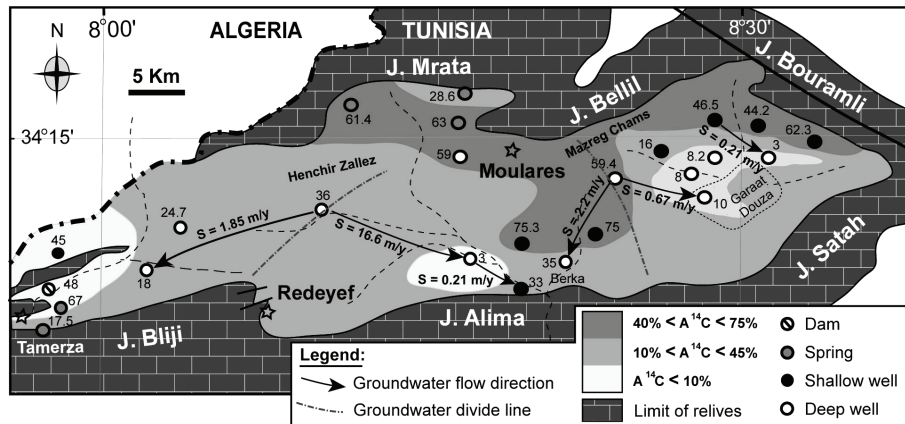 8°00'
ALGERIA
TUNISIA
8°30'
N
5 Km
34°15'
J. Mrata
J. Bellil
J. Bouramli
28.6
61.4
63
59
Moulares
Mazreg Chams
46.5
44.2
62.3
16
8.2
S = 0.21 m/y
3
8
10
Garaat
Douza
59.4
S = 0.67 m/y
S = 2.2 m/y
Henchir Zallez
36
24.7
S = 1.85 m/y
S = 16.6 m/y
45
18
48
67
17.5
Tamerza
75.3
75
3
S = 0.21 m/y
33
35
Berka
Redeyef
J. Bliji
J. Alima
J. Satah
Legend:
Groundwater flow direction
Groundwater divide line
40% < A ¹⁴C < 75%
10% < A ¹⁴C < 45%
A ¹⁴C < 10%
Limit of relives
Dam
Spring
Shallow well
Deep well